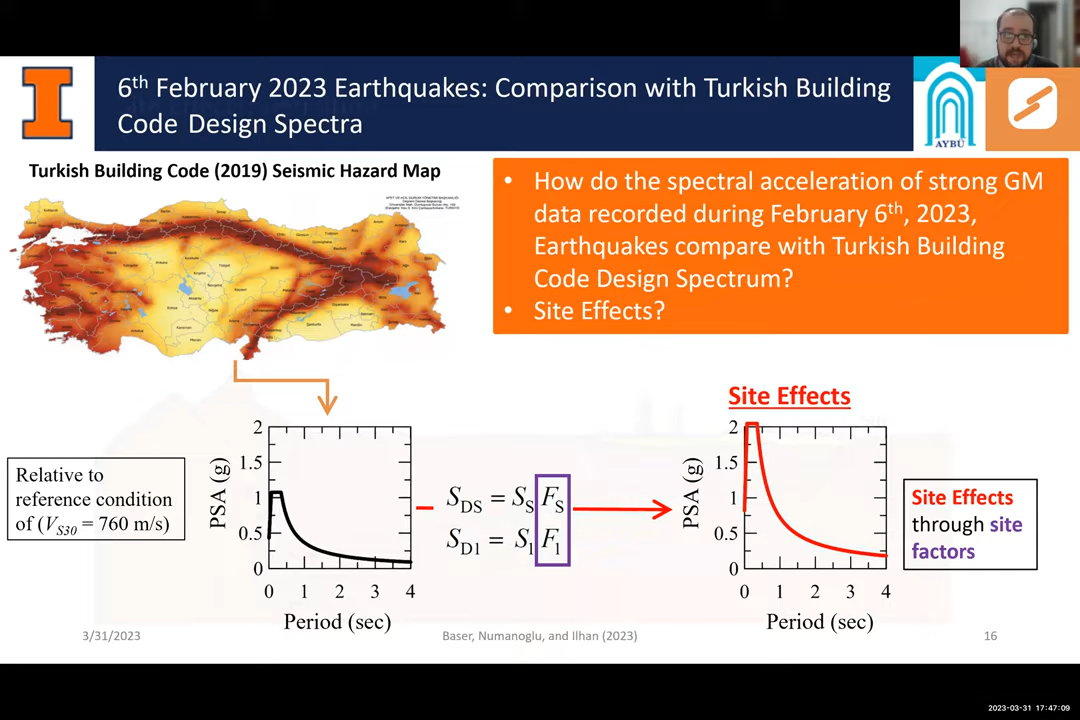 6th February 2023 Earthquakes: Comparison with Turkish Building
Code Design Spectra
AYBÜ
Turkish Building Code (2019) Seismic Hazard Map
• How do the spectral acceleration of strong GM
data recorded during February 6th, 2023,
Earthquakes compare with Turkish Building
Code Design Spectrum?
• Site Effects?
Relative to
reference condition
of (VS30 = 760 m/s)
PSA (g)
2
1.5
1
0.5
0
0 1 2 3 4
Period (sec)
SDS = SS FS
SD1 = S1 F1
Site Effects
PSA (g)
2
1.5
1
0.5
0
0 1 2 3 4
Period (sec)
Site Effects
through site
factors
3/31/2023
Baser, Numanoglu, and Ilhan (2023)
16
2023-03-31 17:47:09